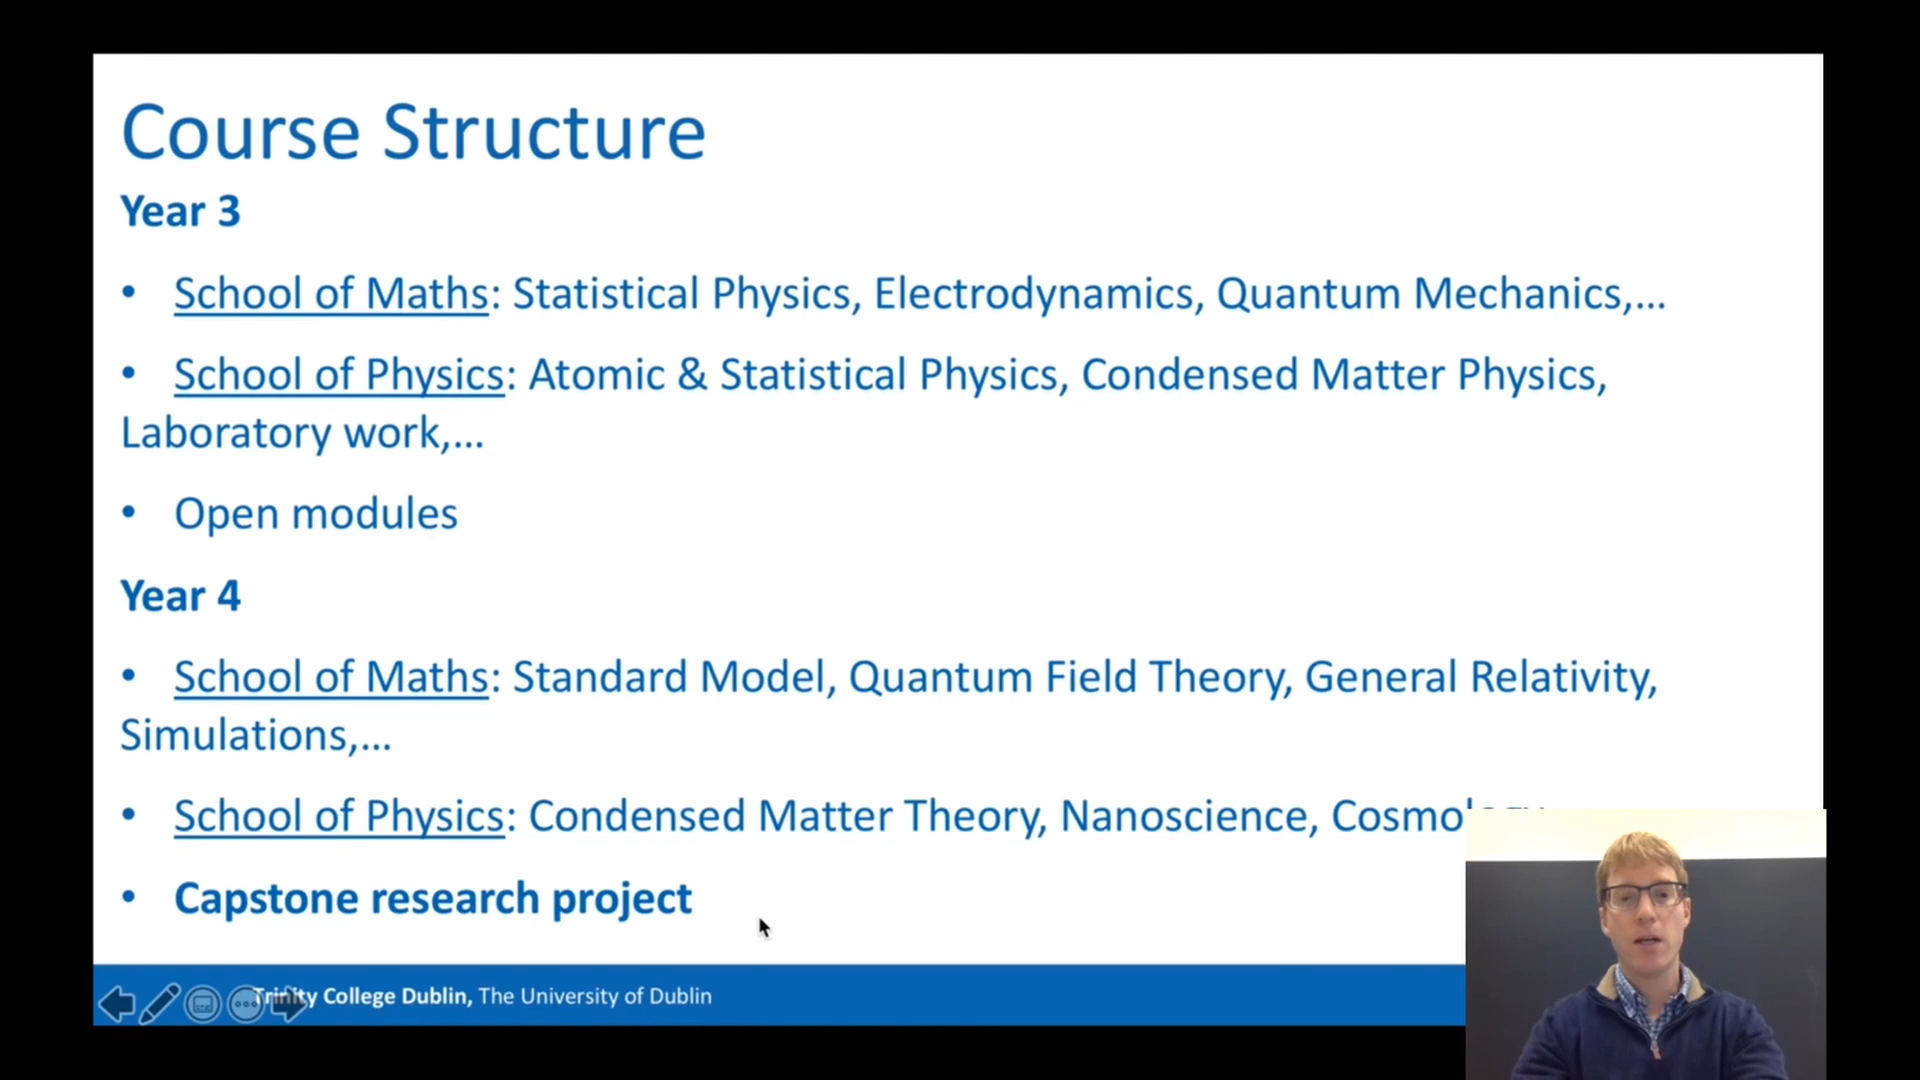 Course Structure
Year 3
• School of Maths: Statistical Physics, Electrodynamics, Quantum Mechanics,...
• School of Physics: Atomic & Statistical Physics, Condensed Matter Physics,
Laboratory work,...
• Open modules
Year 4
• School of Maths: Standard Model, Quantum Field Theory, General Relativity,
Simulations,...
• School of Physics: Condensed Matter Theory, Nanoscience, Cosmology
• Capstone research project
Trinity College Dublin, The University of Dublin